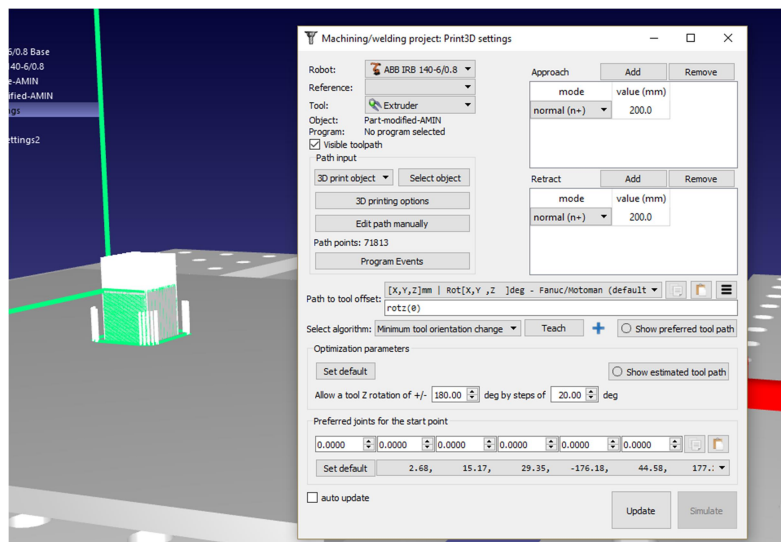 6/0.8 Base
40-6/0.8
e-AMIN
ified-AMIN
ngs
ettings2
Machining/welding project: Print3D settings
Robot: ABB IRB 140-6/0.8
Reference:
Tool: Extruder
Object: Part-modified-AMIN
Program: No program selected
Visible toolpath
Path input
3D print object Select object
3D printing options
Edit path manually
Path points: 71813
Program Events
Approach Add Remove
mode value (mm)
normal (n+) 200.0
Retract Add Remove
mode value (mm)
normal (n+) 200.0
Path to tool offset: [X,Y,Z]mm | Rot[X,Y ,Z ]deg - Fanuc/Motoman (default
rotz(0)
Select algorithm: Minimum tool orientation change Teach Show preferred tool path
Optimization parameters
Set default Show estimated tool path
Allow a tool Z rotation of +/- 180.00 deg by steps of 20.00 deg
Preferred joints for the start point
0.0000 0.0000 0.0000 0.0000 0.0000 0.0000
Set default 2.68, 15.17, 29.35, -176.18, 44.58, 177.
auto update
Update Simulate